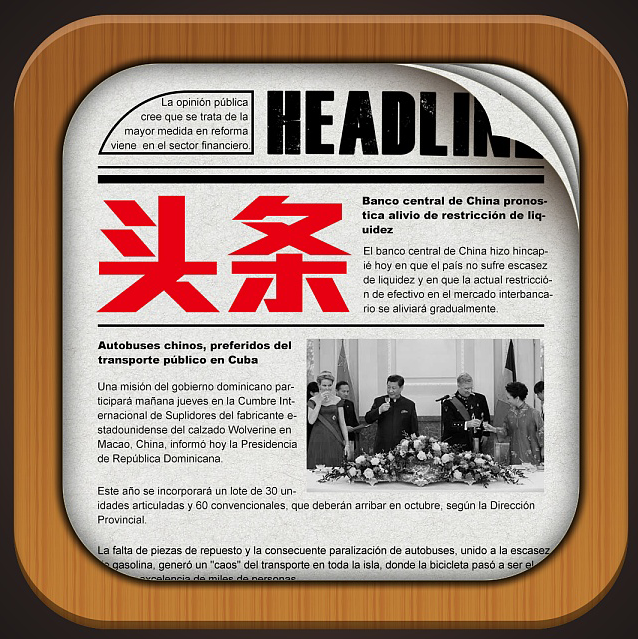 La opinión pública
cree que se trata de la
mayor medida en reforma
viene en el sector financiero.
HEADLINE
头条
Banco central de China pronos-
tica alivio de restricción de liq-
uidez
El banco central de China hizo hincap-
ié hoy en que el país no sufre escasez
de liquidez y en que la actual restricció-
n de efectivo en el mercado interbanca-
rio se aliviará gradualmente.
Autobuses chinos, preferidos del
transporte público en Cuba
Una misión del gobierno dominicano par-
ticipará mañana jueves en la Cumbre Int-
ernacional de Suplidores del fabricante e-
stadounidense del calzado Wolverine en
Macao, China, informó hoy la Presidencia
de República Dominicana.
Este año se incorporará un lote de 30 un-
idades articuladas y 60 convencionales, que deberán arribar en octubre, según la Dirección
Provincial.
La falta de piezas de repuesto y la consecuente paralización de autobuses, unido a la escasez
de gasolina, generó un "caos" del transporte en toda la isla, donde la bicicleta pasó a ser el
excelencia de miles de personas